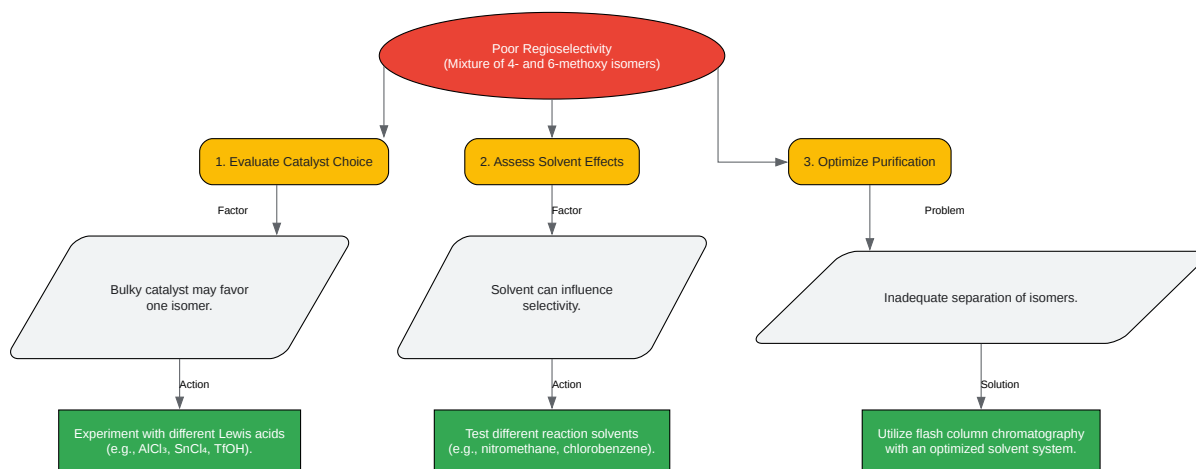 Poor Regioselectivity
(Mixture of 4- and 6-methoxy isomers)
1. Evaluate Catalyst Choice
2. Assess Solvent Effects
3. Optimize Purification
Factor
Factor
Problem
Bulky catalyst may favor
one isomer.
Solvent can influence
selectivity.
Inadequate separation of isomers.
Action
Action
Solution
Experiment with different Lewis acids
(e.g., AlCl₃, SnCl₄, TfOH).
Test different reaction solvents
(e.g., nitromethane, chlorobenzene).
Utilize flash column chromatography
with an optimized solvent system.